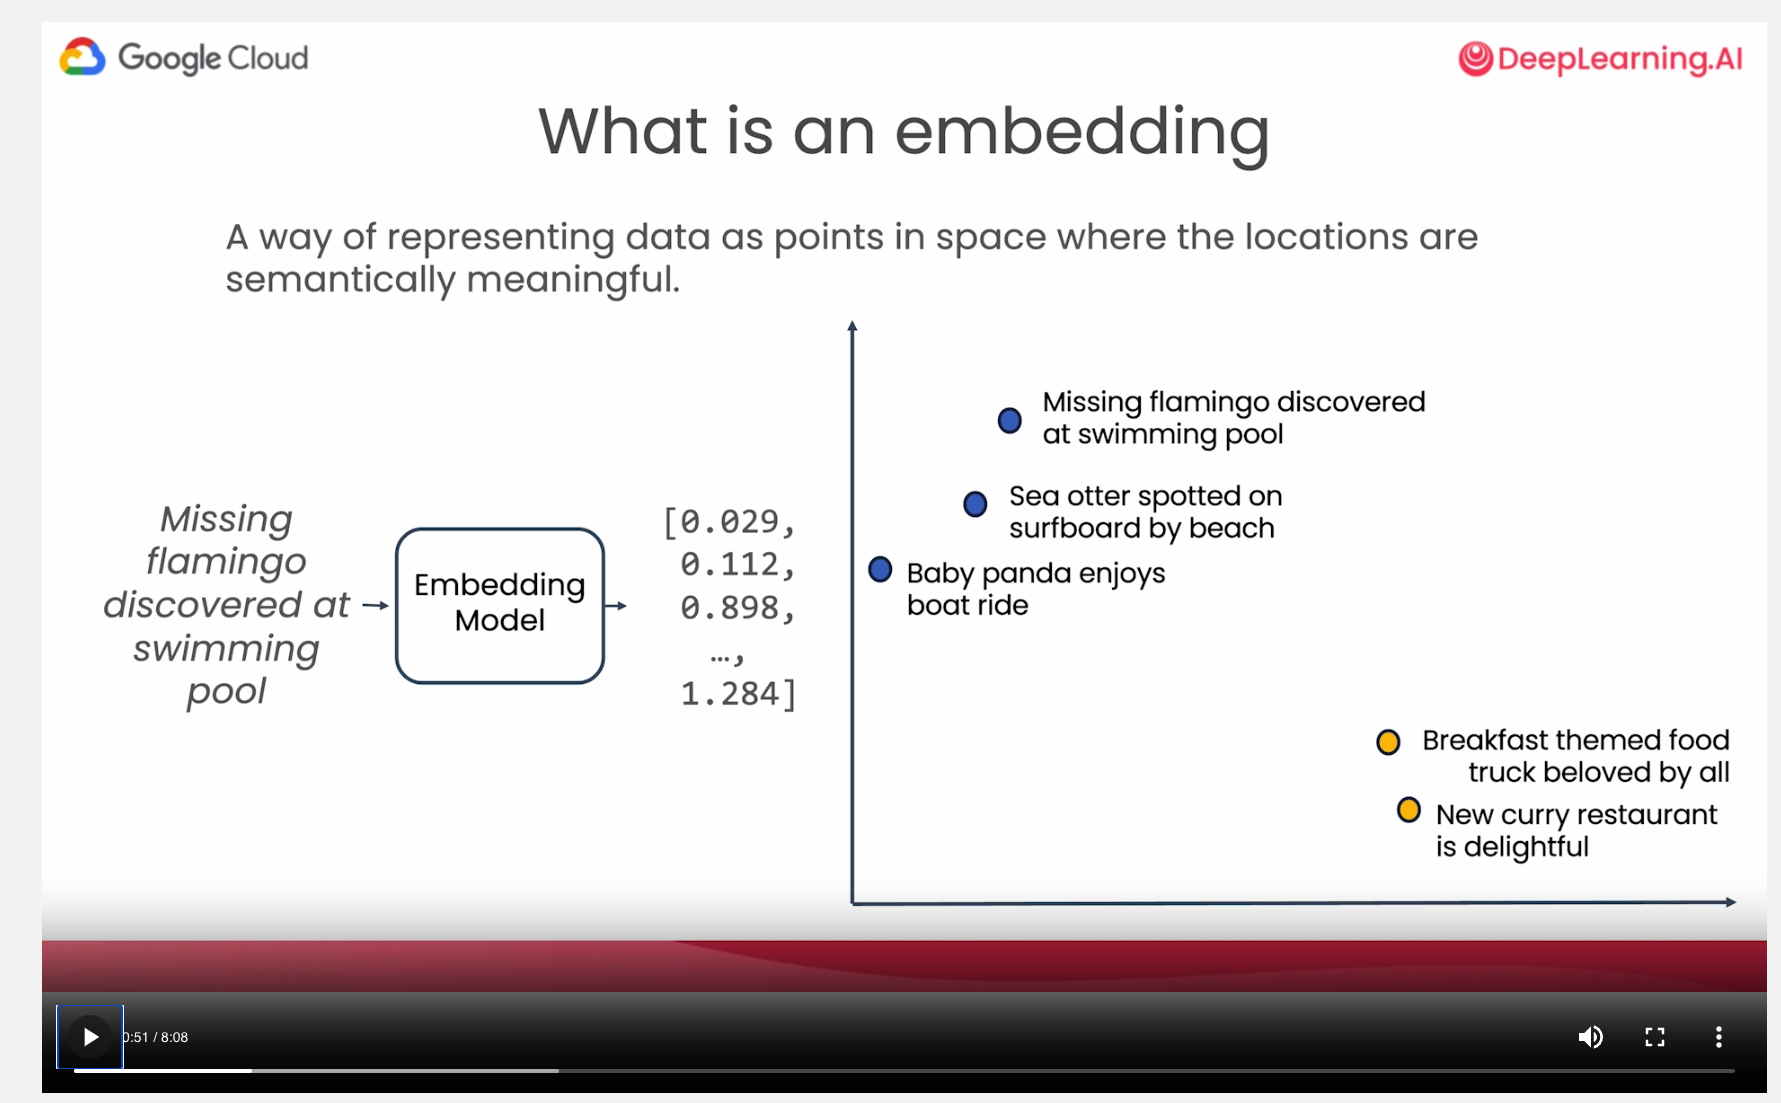 Google Cloud
DeepLearning.AI
What is an embedding
A way of representing data as points in space where the locations are
semantically meaningful.
Missing
flamingo
discovered at
swimming
pool
Embedding
Model
[0.029,
0.112,
0.898,
…,
1.284]
Missing flamingo discovered
at swimming pool
Sea otter spotted on
surfboard by beach
Baby panda enjoys
boat ride
Breakfast themed food
truck beloved by all
New curry restaurant
is delightful
0:51 / 8:08